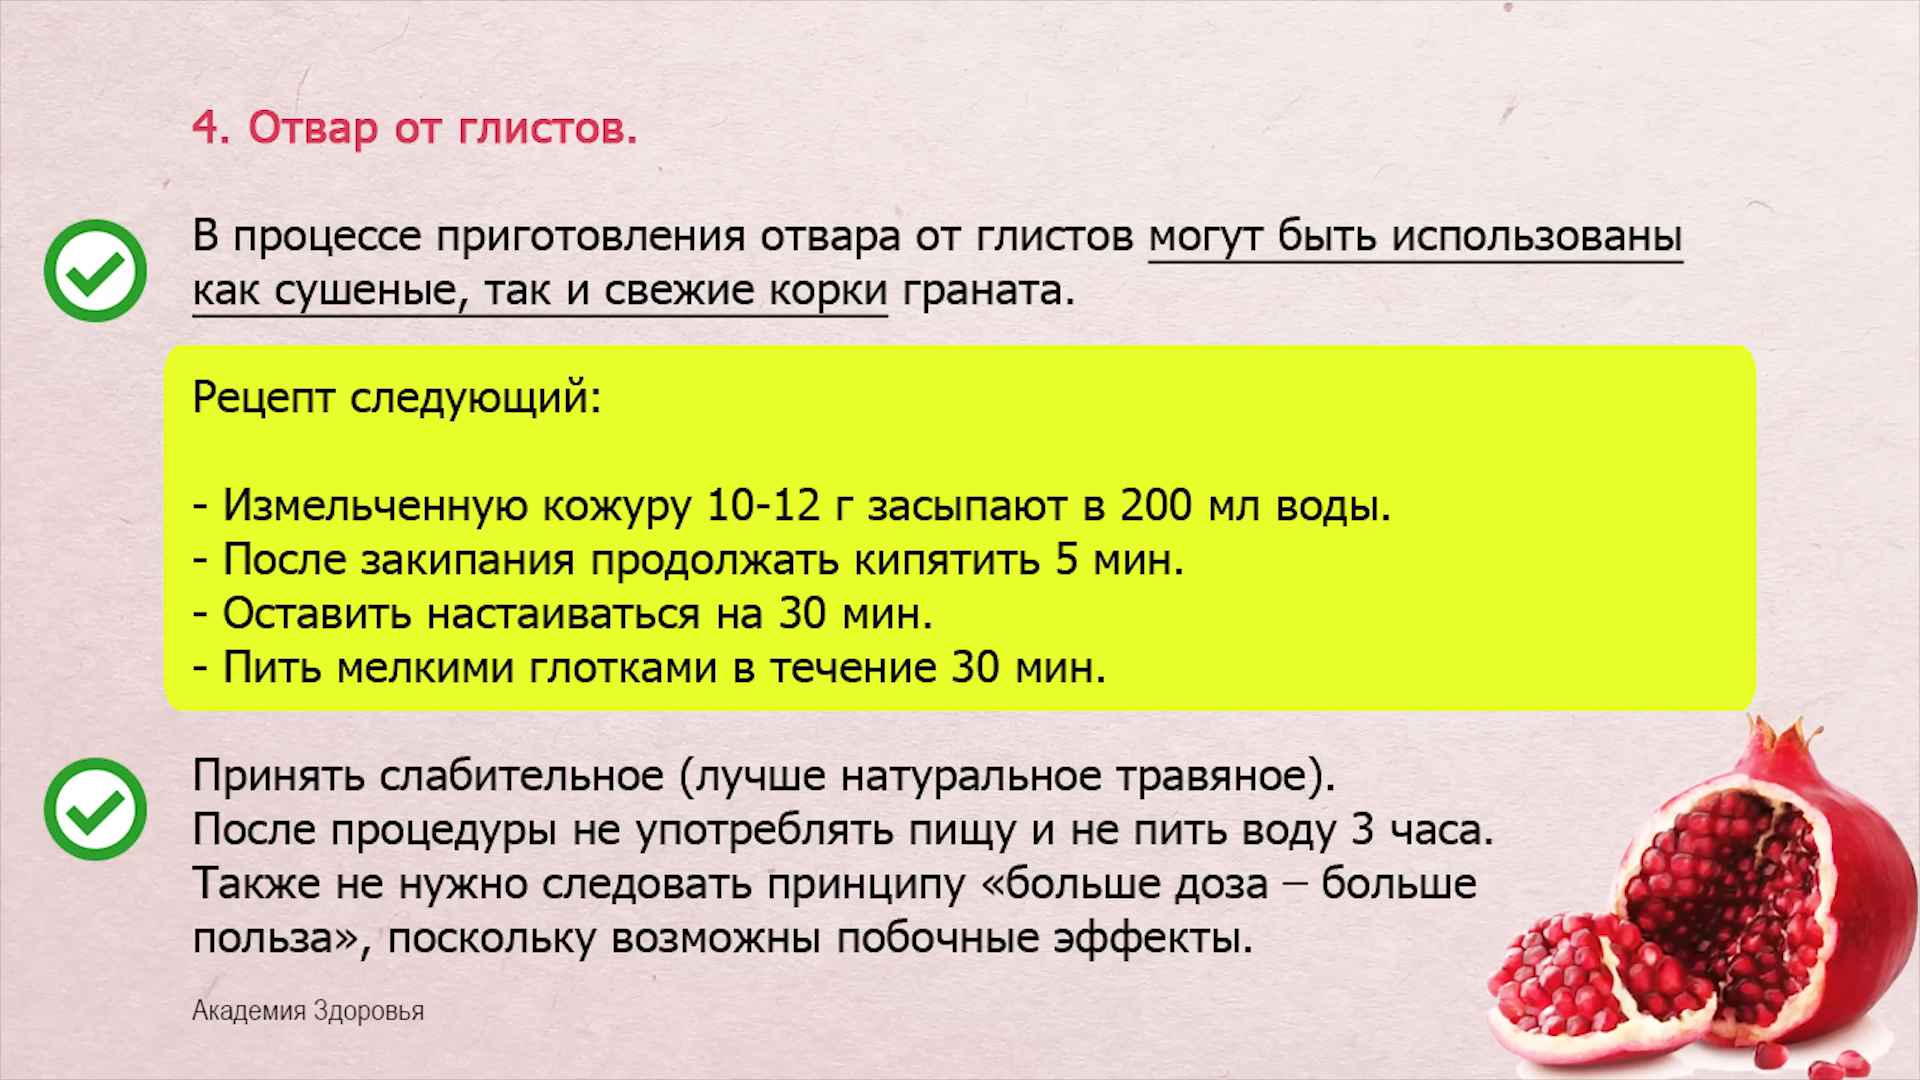 4. Отвар от глистов.
В процессе приготовления отвара от глистов могут быть использованы
как сушеные, так и свежие корки граната.
Рецепт следующий:
- Измельченную кожуру 10-12 г засыпают в 200 мл воды.
- После закипания продолжать кипятить 5 мин.
- Оставить настаиваться на 30 мин.
- Пить мелкими глотками в течение 30 мин.
Принять слабительное (лучше натуральное травяное).
После процедуры не употреблять пищу и не пить воду 3 часа.
Также не нужно следовать принципу «больше доза – больше
польза», поскольку возможны побочные эффекты.
Академия Здоровья